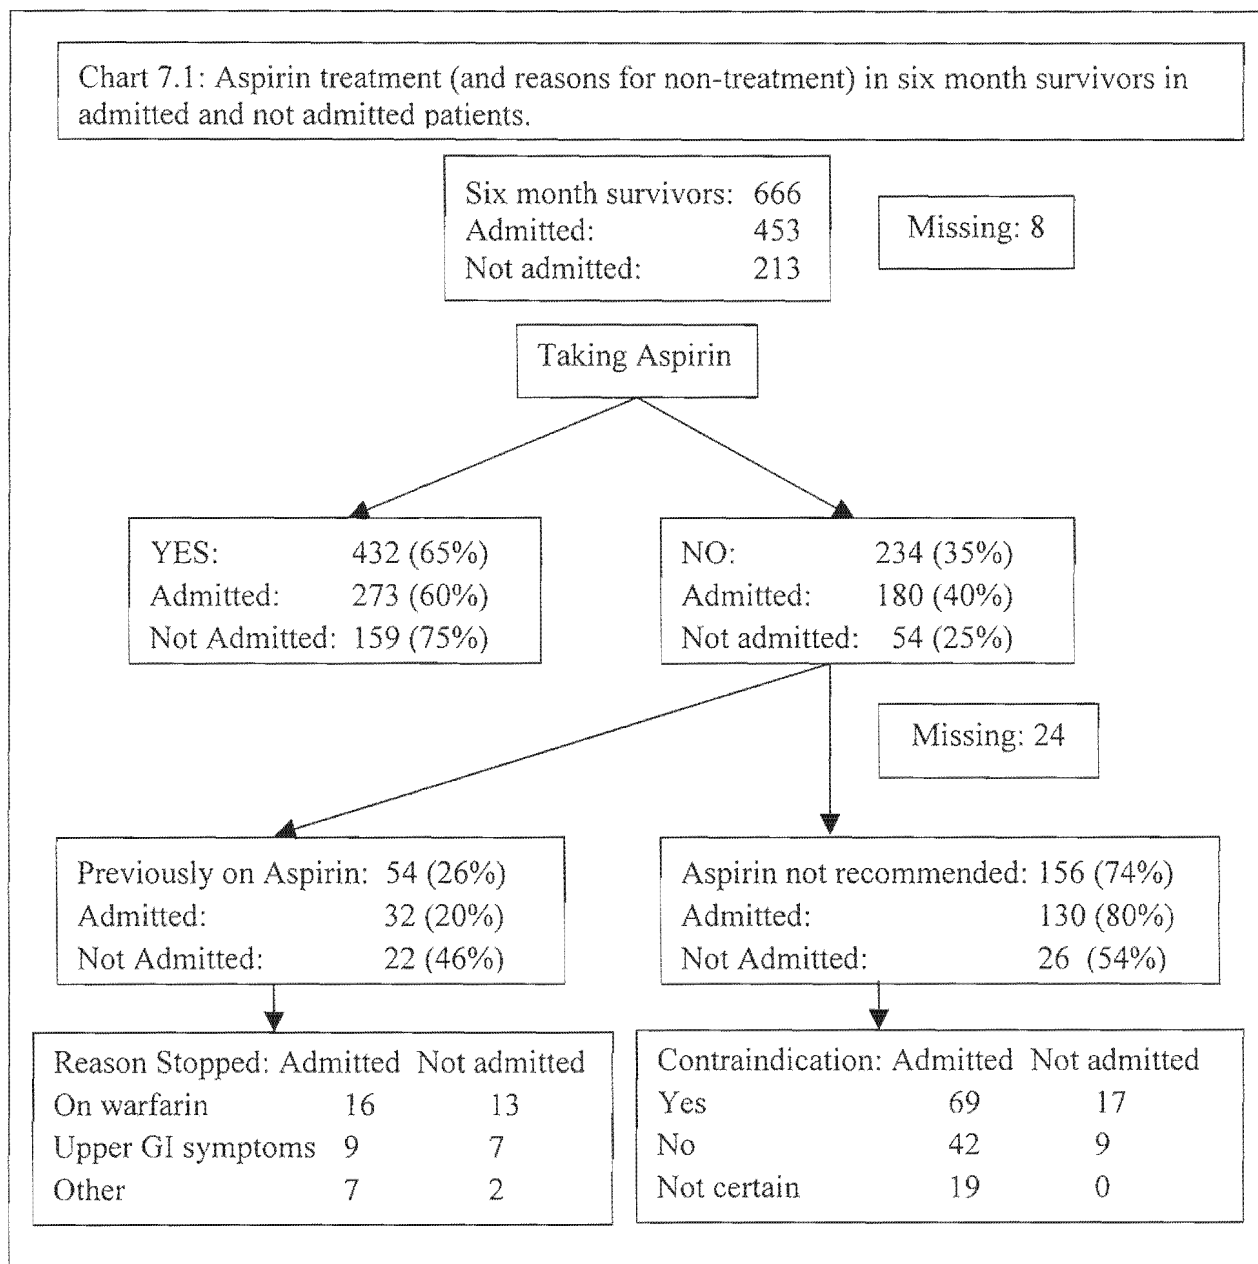 Chart 7.1: Aspirin treatment (and reasons for non-treatment) in six month survivors in
admitted and not admitted patients.
Six month survivors: 666
Admitted: 453
Not admitted: 213
Missing: 8
Taking Aspirin
YES: 432 (65%)
Admitted: 273 (60%)
Not Admitted: 159 (75%)
NO: 234 (35%)
Admitted: 180 (40%)
Not admitted: 54 (25%)
Missing: 24
Previously on Aspirin: 54 (26%)
Admitted: 32 (20%)
Not Admitted: 22 (46%)
Aspirin not recommended: 156 (74%)
Admitted: 130 (80%)
Not Admitted: 26 (54%)
Reason Stopped: Admitted Not admitted
On warfarin 16 13
Upper GI symptoms 9 7
Other 7 2
Contraindication: Admitted Not admitted
Yes 69 17
No 42 9
Not certain 19 0